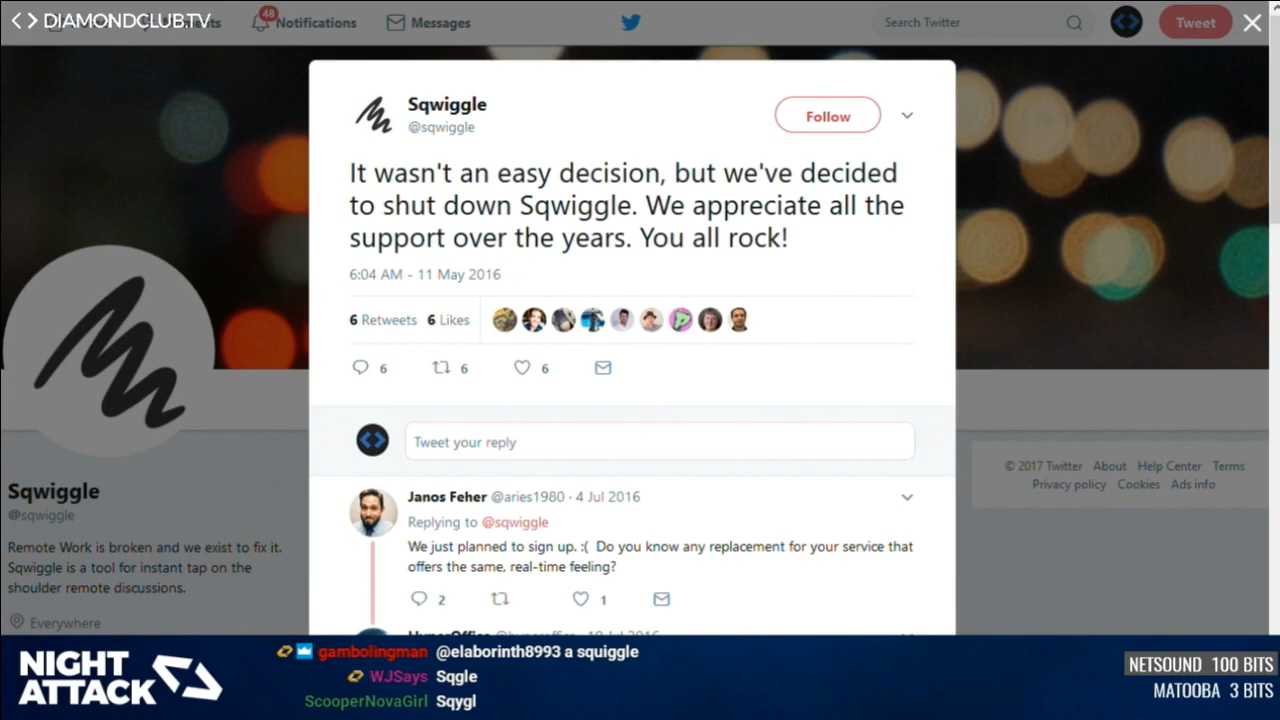 DIAMONDCLUB.TV
48
Notifications
Messages
Search Twitter
Tweet
Sqwiggle
@sqwiggle
Follow
It wasn't an easy decision, but we've decided
to shut down Sqwiggle. We appreciate all the
support over the years. You all rock!
6:04 AM - 11 May 2016
6 Retweets 6 Likes
6 6 6
Tweet your reply
Janos Feher @aries1980 · 4 Jul 2016
Replying to @sqwiggle
We just planned to sign up. :( Do you know any replacement for your service that
offers the same, real-time feeling?
2 1
Sqwiggle
@sqwiggle
Remote Work is broken and we exist to fix it.
Sqwiggle is a tool for instant tap on the
shoulder remote discussions.
Everywhere
© 2017 Twitter About Help Center Terms
Privacy policy Cookies Ads info
NIGHT
ATTACK
gambolingman @elaborinth8993 a squiggle
WJSays Sqgle
ScooperNovaGirl Sqygl
NETSOUND 100 BITS
MATOOBA 3 BITS